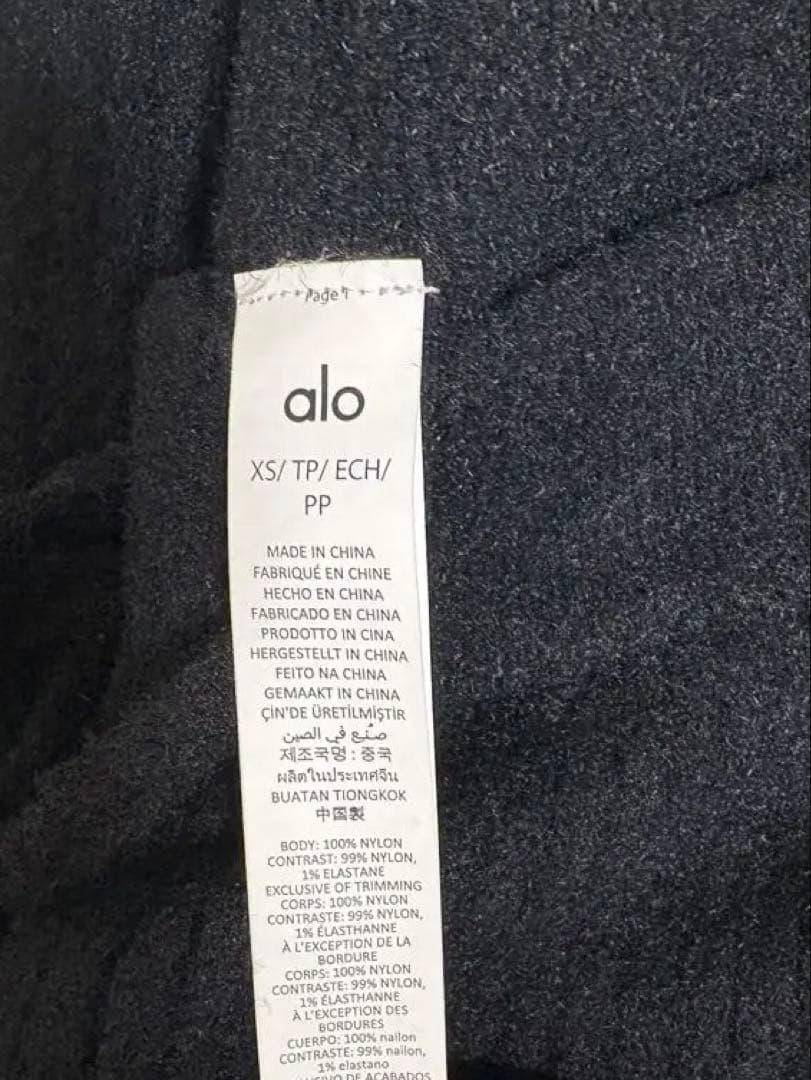 Page 1
alo
XS/ TP/ ECH/
PP
MADE IN CHINA
FABRIQUÉ EN CHINE
HECHO EN CHINA
FABRICADO EN CHINA
PRODOTTO IN CINA
HERGESTELLT IN CHINA
FEITO NA CHINA
GEMAAKT IN CHINA
ÇİN'DE ÜRETİLMİŞTİR
صُنع في الصين
제조국명 : 중국
ผลิตในประเทศจีน
BUATAN TIONGKOK
中国製
BODY: 100% NYLON
CONTRAST: 99% NYLON,
1% ELASTANE
EXCLUSIVE OF TRIMMING
CORPS: 100% NYLON
CONTRASTE: 99% NYLON,
1% ÉLASTHANNE
À L'EXCEPTION DE LA
BORDURE
CORPS: 100% NYLON
CONTRASTE: 99% NYLON,
1% ÉLASTHANNE
À L'EXCEPTION DES
BORDURES
CUERPO: 100% nailon
CONTRASTE: 99% nailon,
1% elastano
EXCLUSIVO DE ACABADOS